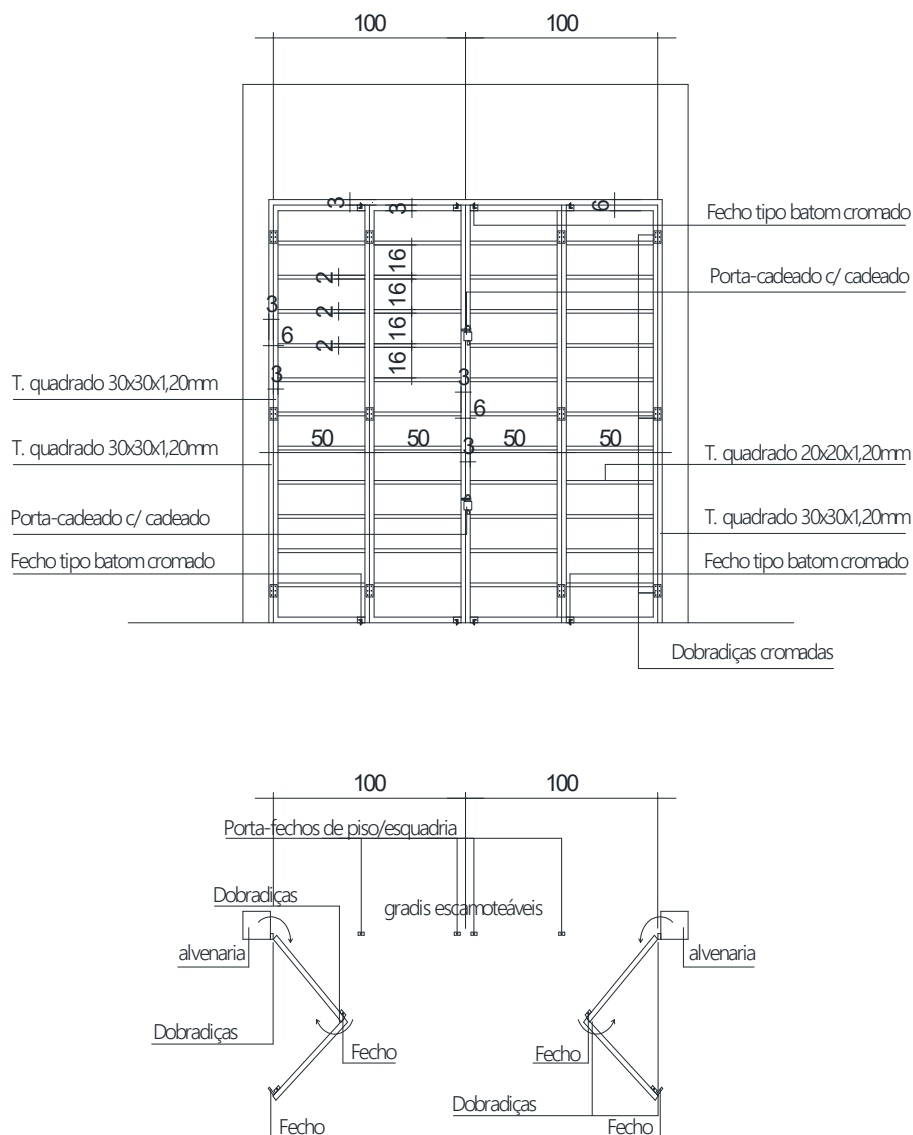 100 100
3 3 6
Fecho tipo batom cromado
16
2
Porta-cadeado c/ cadeado
16
3 2
16
6 2
16
3 3
T. quadrado 30x30x1,20mm
6
50 50 50 50
3
T. quadrado 30x30x1,20mm
T. quadrado 20x20x1,20mm
Porta-cadeado c/ cadeado
T. quadrado 30x30x1,20mm
Fecho tipo batom cromado
Fecho tipo batom cromado
Dobradiças cromadas
100 100
Porta-fechos de piso/esquadria
Dobradiças
gradis escamoteáveis
alvenaria
alvenaria
Dobradiças
Fecho
Fecho
Dobradiças
Fecho
Fecho